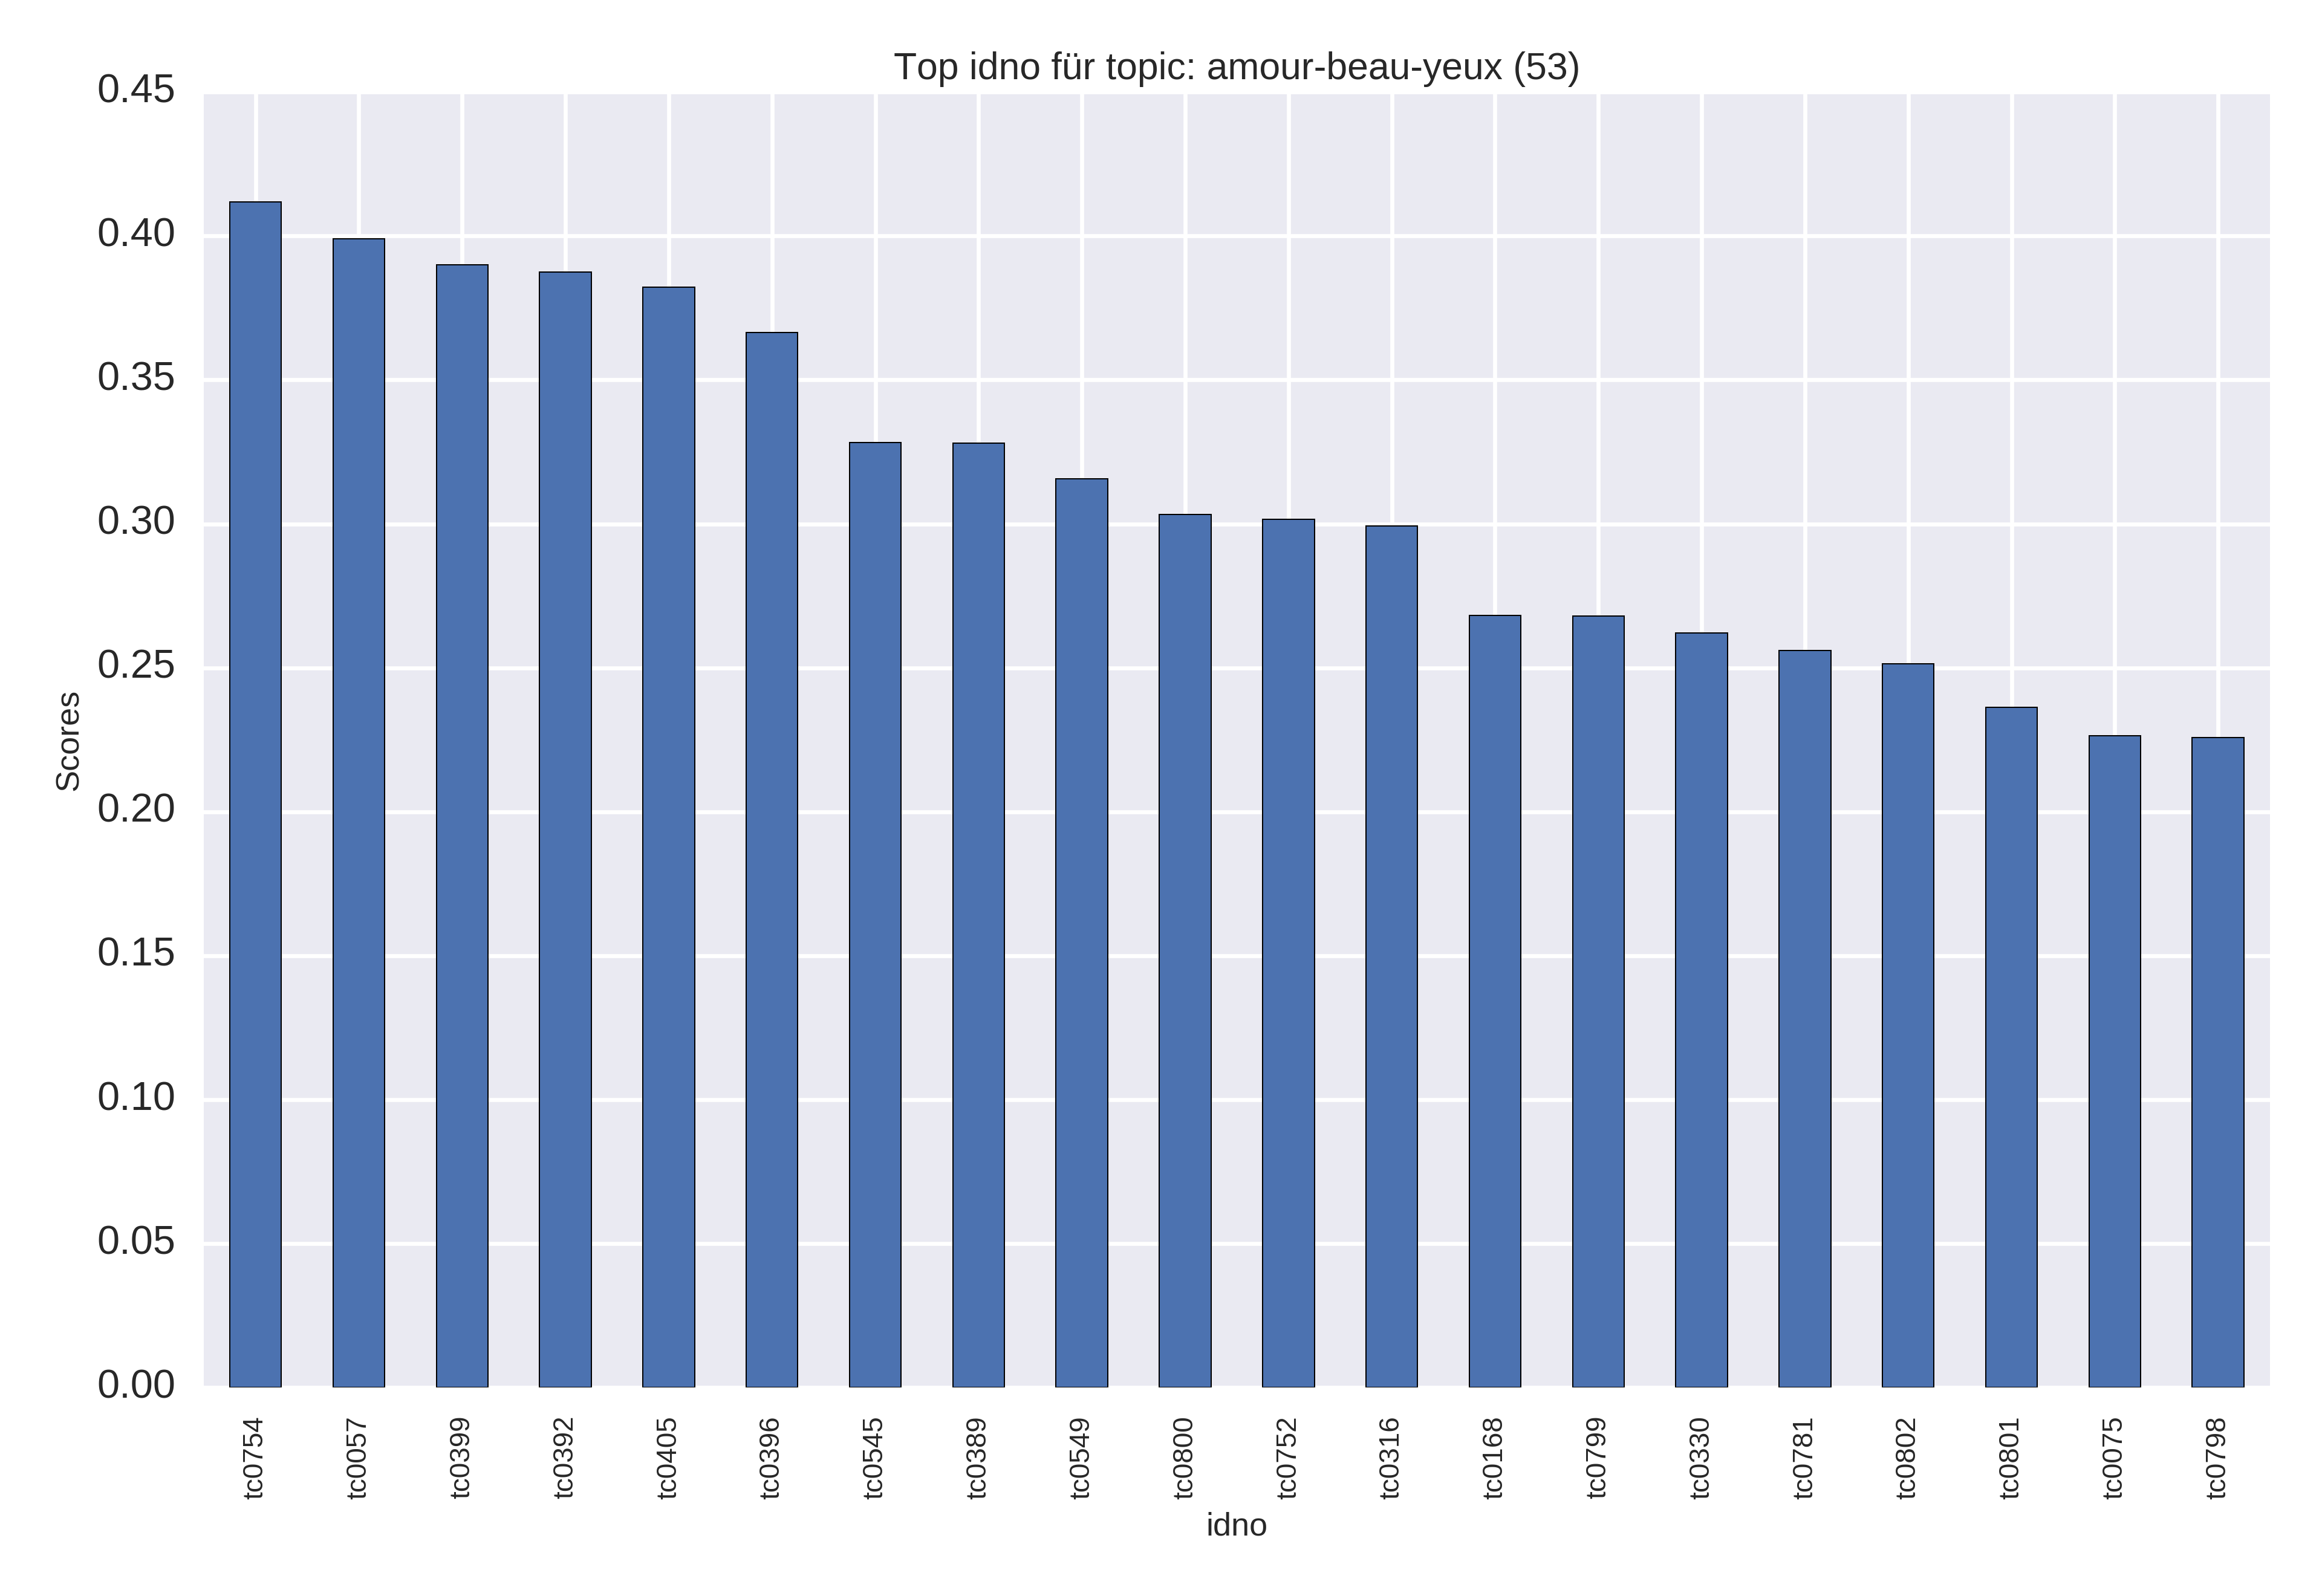 Top idno für topic: amour-beau-yeux (53)
0.45
0.40
0.35
0.30
0.25
0.20
0.15
0.10
0.05
0.00
Scores
tc0754
tc0057
tc0399
tc0392
tc0405
tc0396
tc0545
tc0389
tc0549
tc0800
tc0752
tc0316
tc0168
tc0799
tc0330
tc0781
tc0802
tc0801
tc0075
tc0798
idno